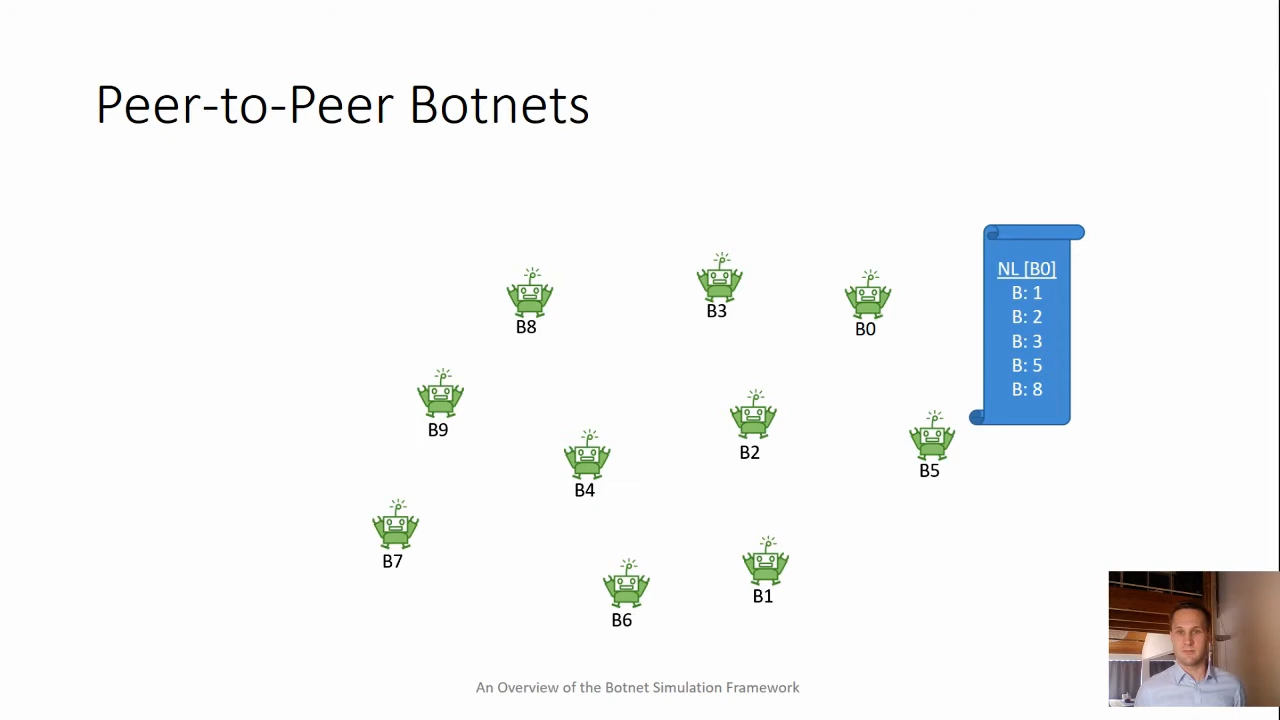 Peer-to-Peer Botnets
NL [B0]
B: 1
B: 2
B: 3
B: 5
B: 8
B8
B3
B0
B9
B4
B2
B5
B7
B6
B1
An Overview of the Botnet Simulation Framework